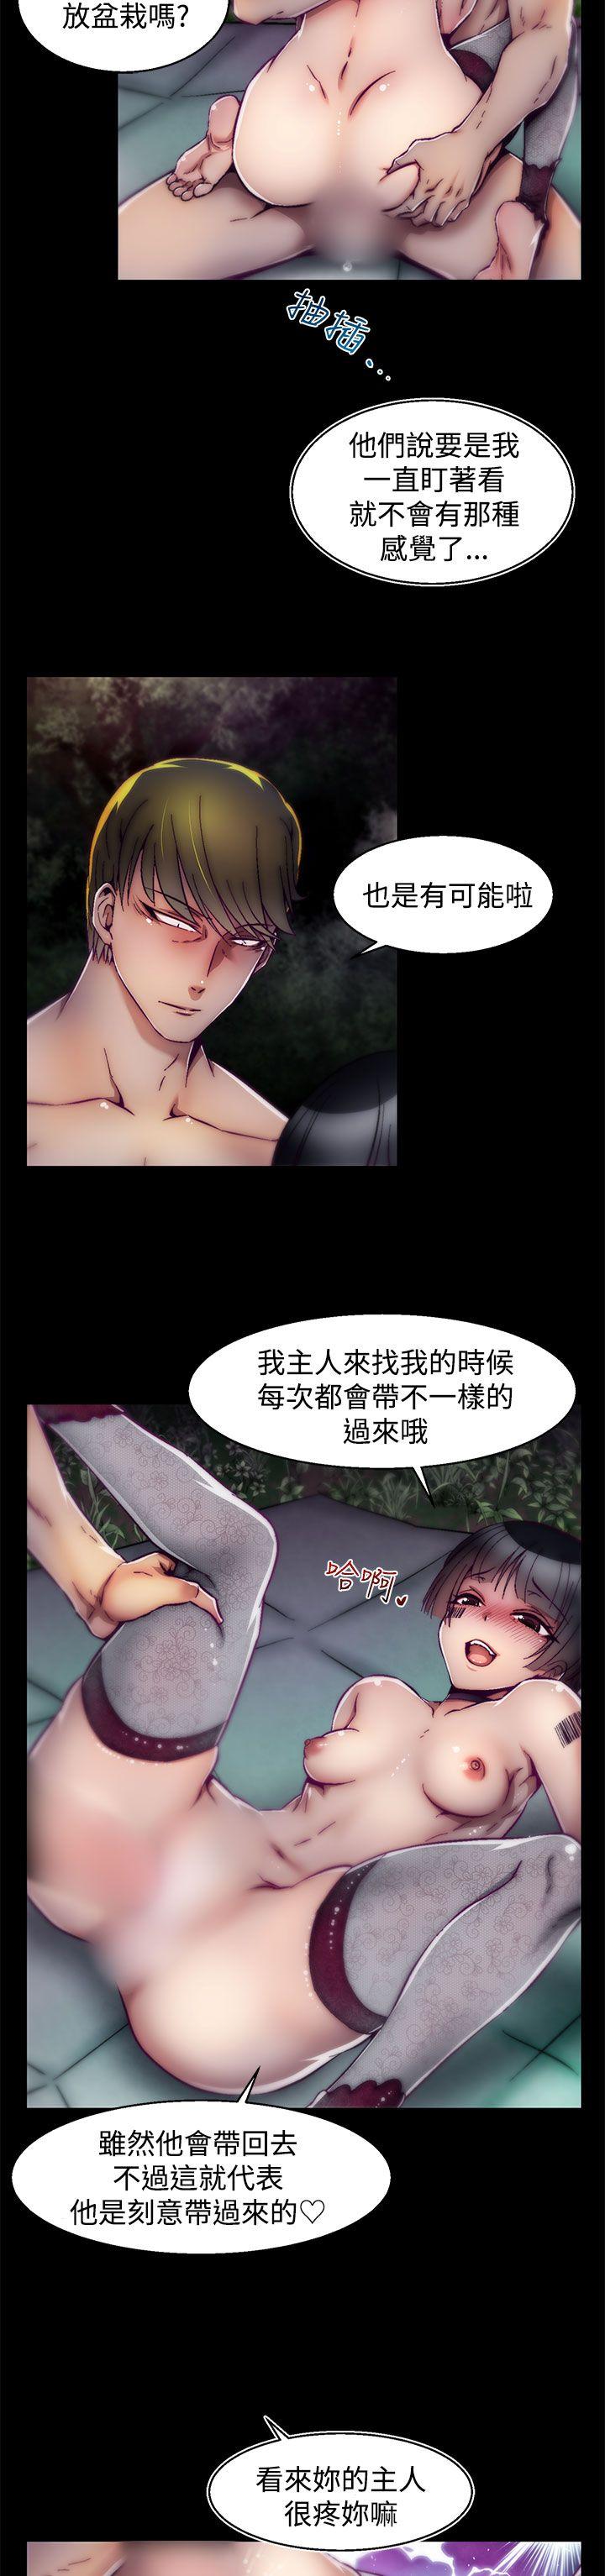 放盆栽嗎?
抽插...
他們說要是我
一直盯著看
就不會有那種
感覺了...
也是有可能啦
我主人來找我的時候
每次都會帶不一樣的
過來哦
哈啊♥
雖然他會帶回去
不過這就代表
他是刻意帶過來的♡
看來妳的主人
很疼妳嘛